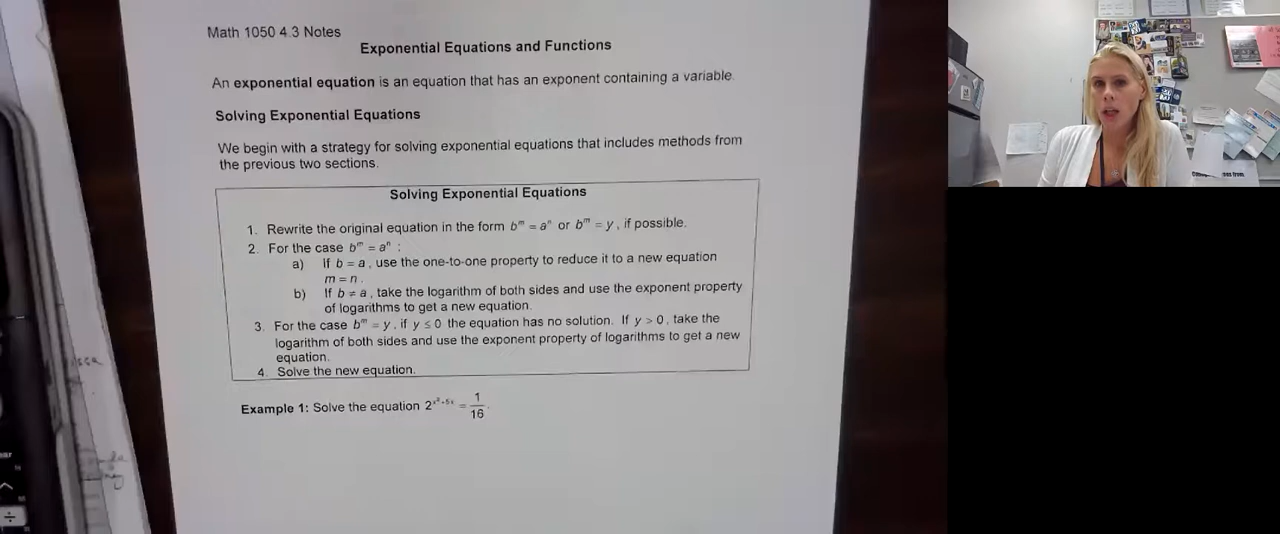 Math 1050 4.3 Notes
Exponential Equations and Functions
An exponential equation is an equation that has an exponent containing a variable.
Solving Exponential Equations
We begin with a strategy for solving exponential equations that includes methods from
the previous two sections.
Solving Exponential Equations
1. Rewrite the original equation in the form bᵐ = aⁿ or bᵐ = y, if possible.
2. For the case bᵐ = aⁿ :
a) If b = a, use the one-to-one property to reduce it to a new equation
m = n.
b) If b ≠ a, take the logarithm of both sides and use the exponent property
of logarithms to get a new equation.
3. For the case bᵐ = y, if y ≤ 0 the equation has no solution. If y > 0, take the
logarithm of both sides and use the exponent property of logarithms to get a new
equation.
4. Solve the new equation.
Example 1: Solve the equation 2^(x²+5x) = 1/16.
÷